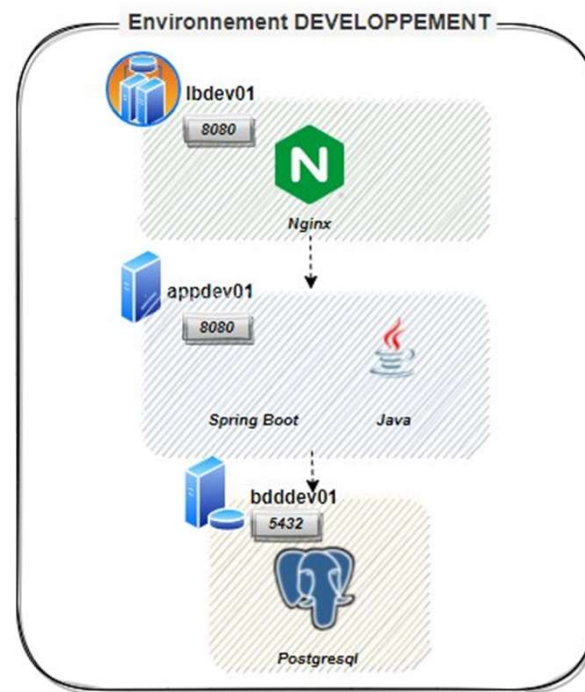 Environnement DEVELOPPEMENT
lbdev01
8080
N
Nginx
appdev01
8080
Spring Boot
Java
bdddev01
5432
Postgresql